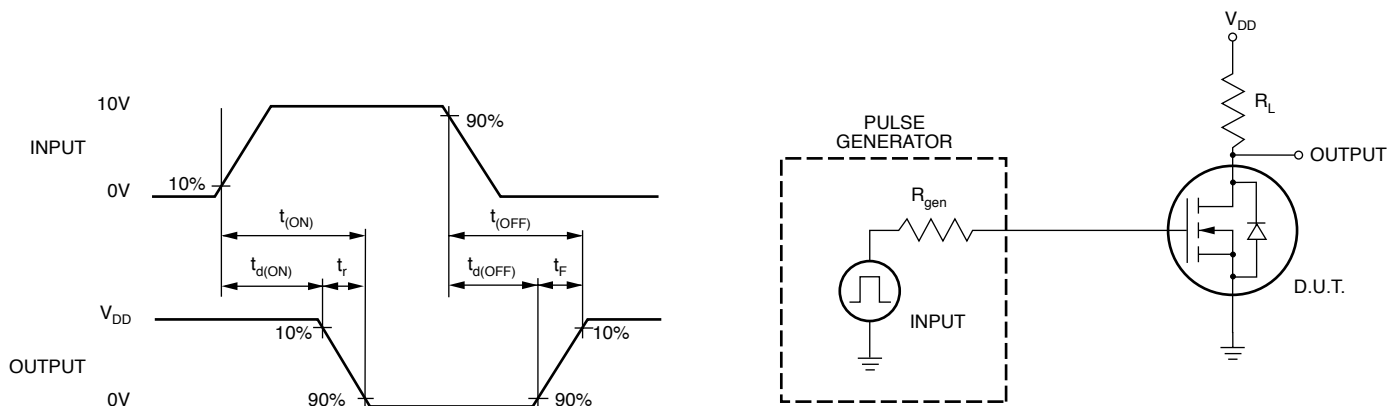 10V
INPUT
0V
10%
90%
t(ON)
t(OFF)
td(ON)
tr
td(OFF)
tF
VDD
OUTPUT
0V
10%
90%
90%
10%
PULSE
GENERATOR
Rgen
INPUT
VDD
RL
OUTPUT
D.U.T.